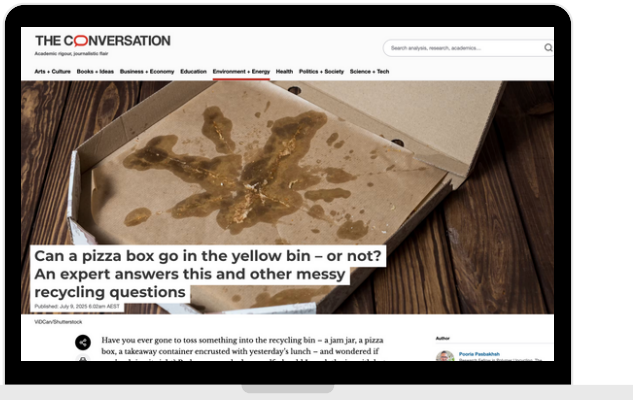 THE CONVERSATION
Academic rigour, journalistic flair
Search analysis, research, academics...
Arts + Culture Books + Ideas Business + Economy Education Environment + Energy Health Politics + Society Science + Tech
Can a pizza box go in the yellow bin – or not?
An expert answers this and other messy
recycling questions
Published: July 9, 2025 6:02am AEST
ViDCan/Shutterstock
Have you ever gone to toss something into the recycling bin – a jam jar, a pizza
box, a takeaway container encrusted with yesterday's lunch – and wondered if
Author
Pooria Pasbakhsh